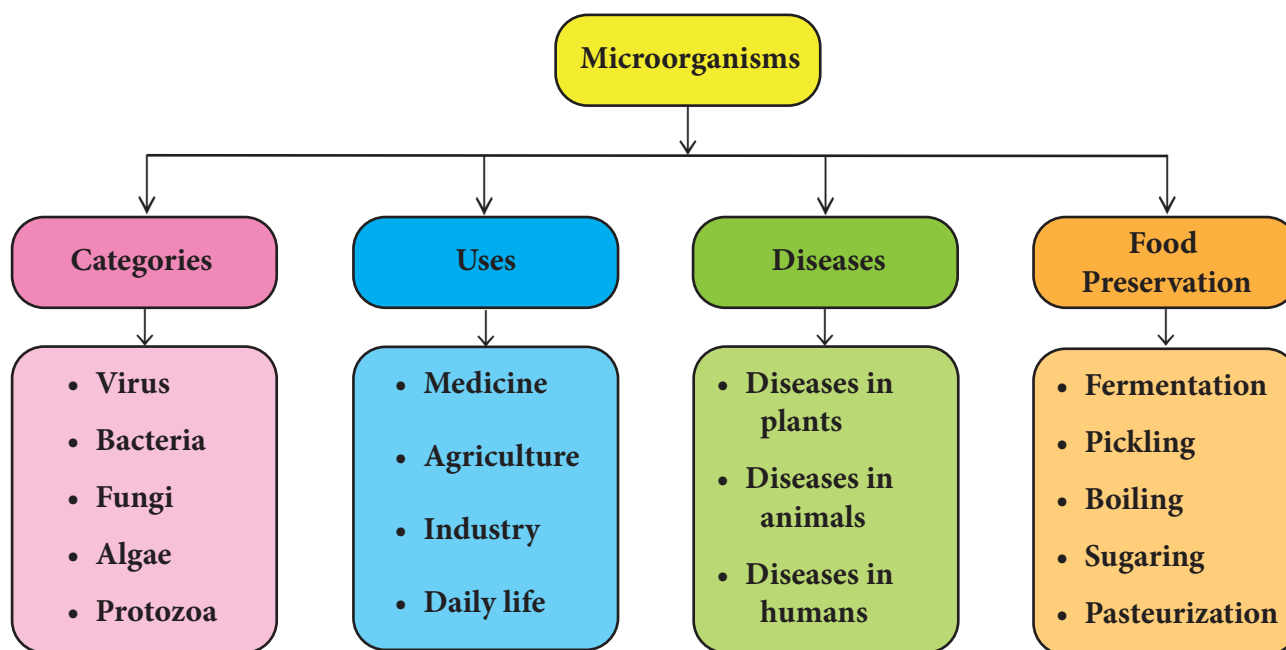 Microorganisms
Categories
Uses
Diseases
Food
Preservation
• Virus
• Bacteria
• Fungi
• Algae
• Protozoa
• Medicine
• Agriculture
• Industry
• Daily life
• Diseases in
plants
• Diseases in
animals
• Diseases in
humans
• Fermentation
• Pickling
• Boiling
• Sugaring
• Pasteurization